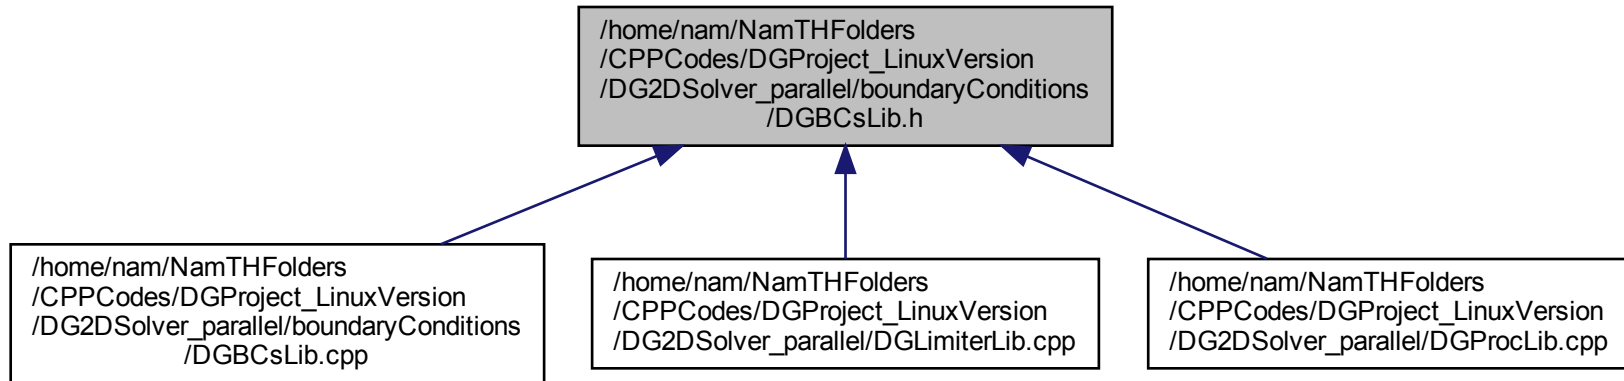 /home/nam/NamTHFolders
/CPPCodes/DGProject_LinuxVersion
/DG2DSolver_parallel/boundaryConditions
/DGBCsLib.h
/home/nam/NamTHFolders
/CPPCodes/DGProject_LinuxVersion
/DG2DSolver_parallel/boundaryConditions
/DGBCsLib.cpp
/home/nam/NamTHFolders
/CPPCodes/DGProject_LinuxVersion
/DG2DSolver_parallel/DGLimiterLib.cpp
/home/nam/NamTHFolders
/CPPCodes/DGProject_LinuxVersion
/DG2DSolver_parallel/DGProcLib.cpp